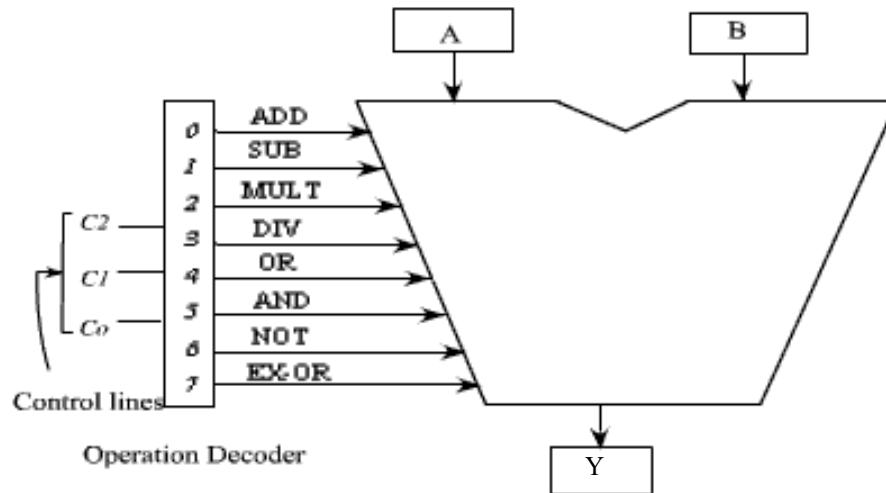 A
B
0 ADD
1 SUB
2 MULT
3 DIV
4 OR
5 AND
6 NOT
7 EX-OR
C2
C1
Co
Control lines
Operation Decoder
Y